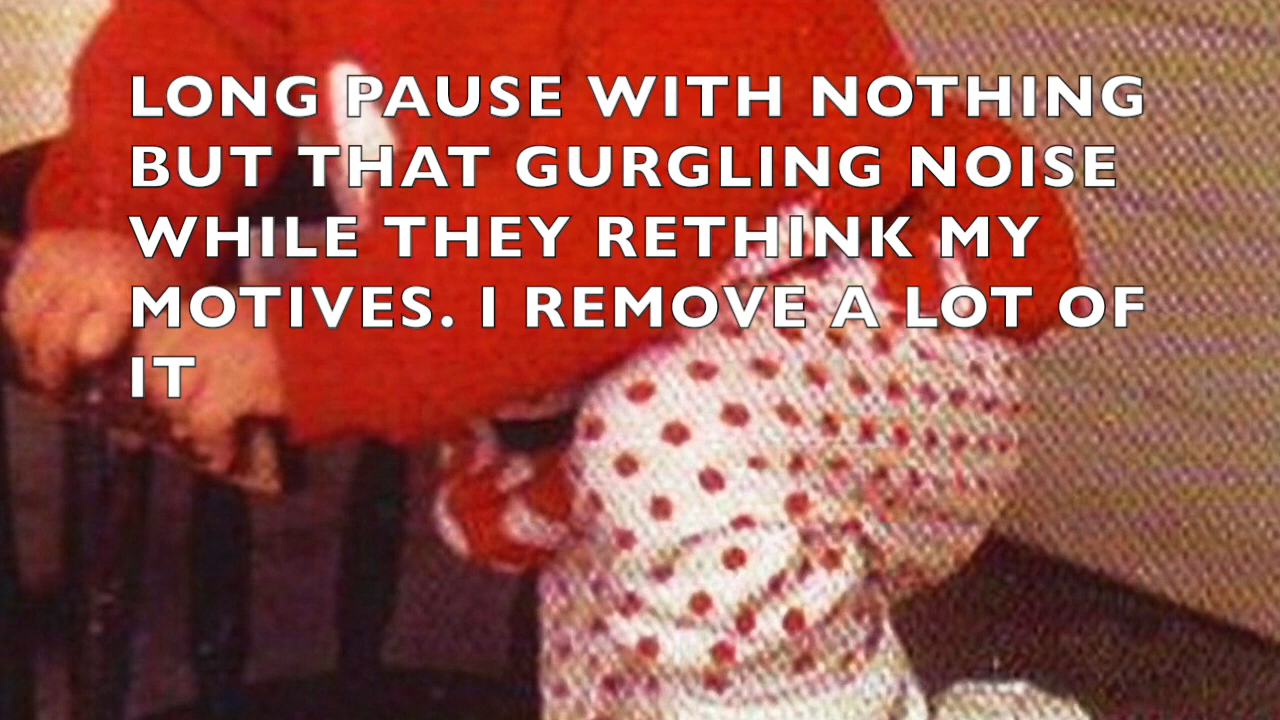 LONG PAUSE WITH NOTHING
BUT THAT GURGLING NOISE
WHILE THEY RETHINK MY
MOTIVES. I REMOVE A LOT OF
IT